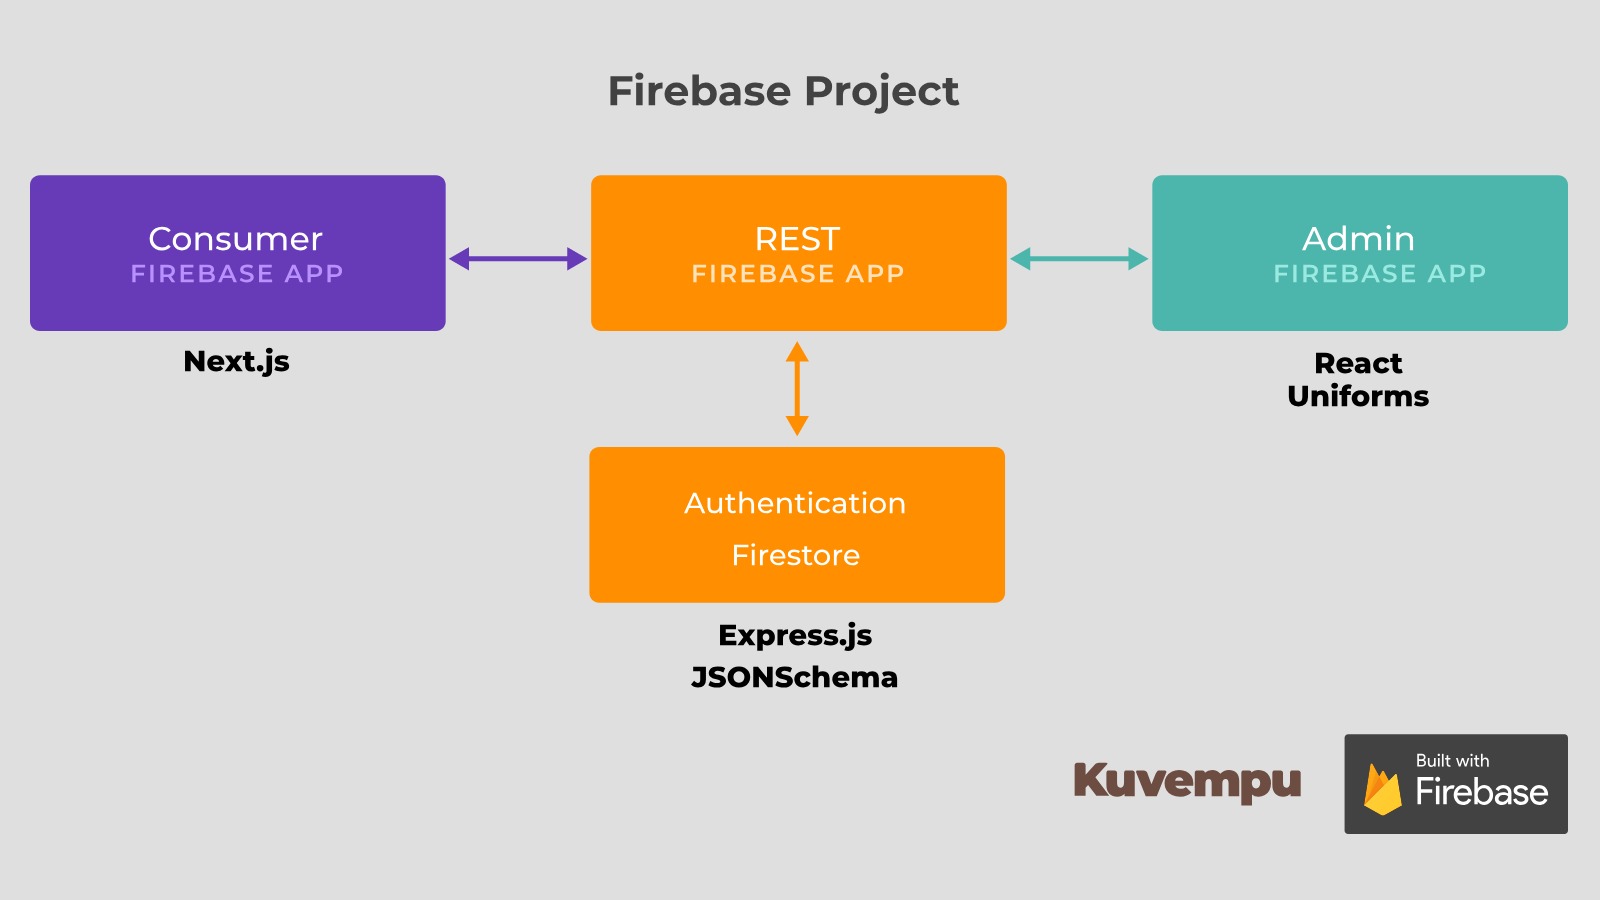 Firebase Project
Consumer
FIREBASE APP
Next.js
REST
FIREBASE APP
Admin
FIREBASE APP
React
Uniforms
Authentication
Firestore
Express.js
JSONSchema
Kuvempu
Built with
Firebase